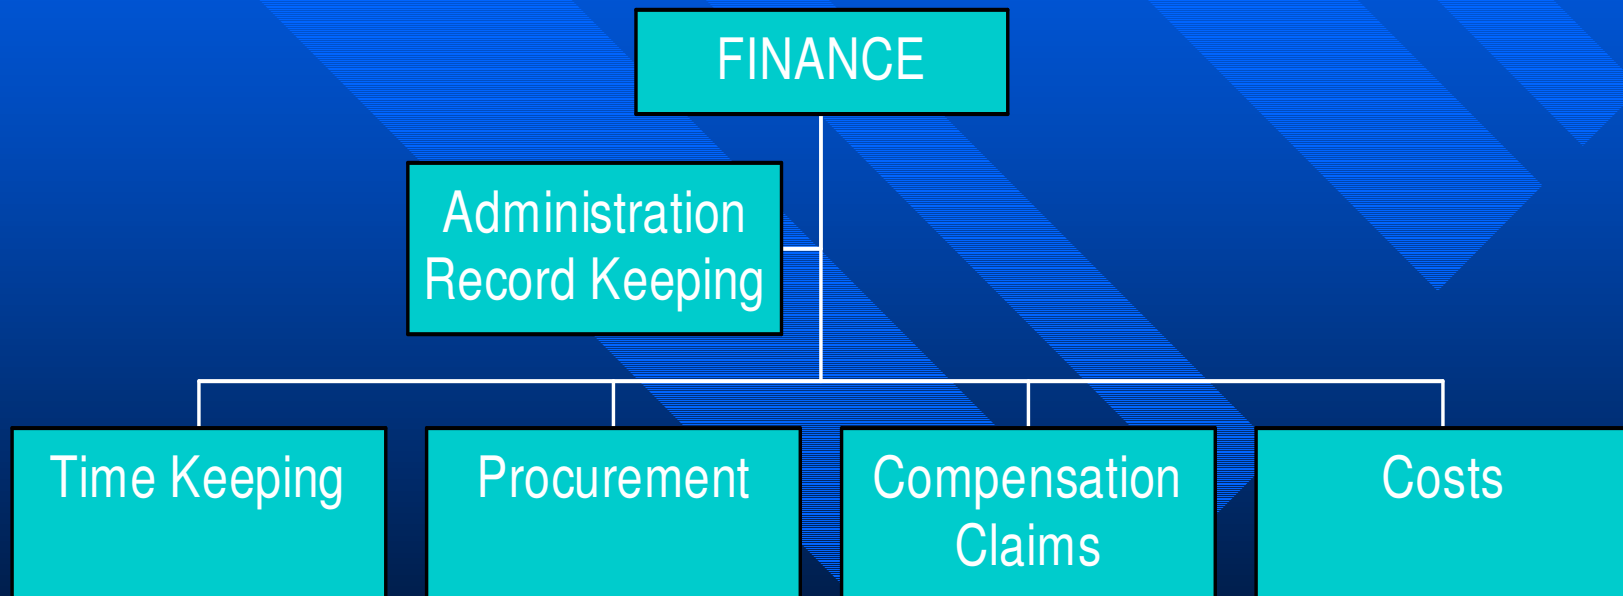 FINANCE
Administration
Record Keeping
Time Keeping
Procurement
Compensation
Claims
Costs